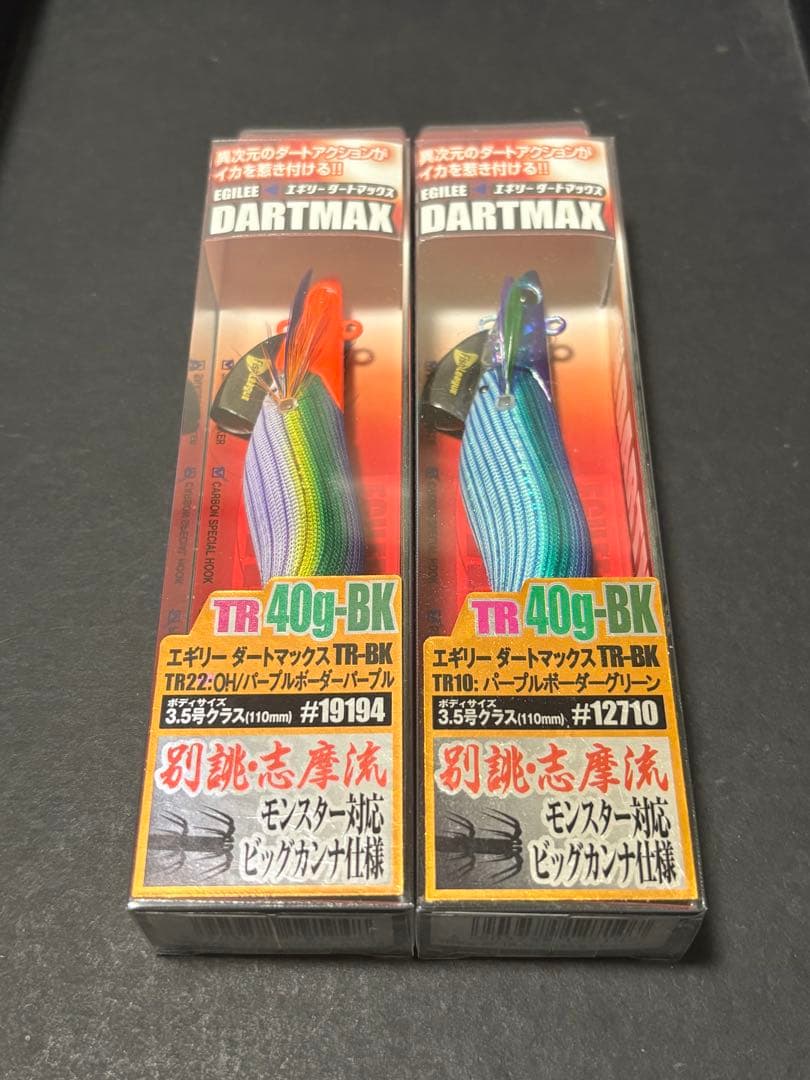 異次元のダートアクションが
イカを惹き付ける!!
EGILEE エギリーダートマックス
DARTMAX
Fish League
CARBON SPECIAL HOOK
CARBON SPECIAL HOOK
TR 40g-BK
エギリー ダートマックス TR-BK
TR22:OH/パープルボーダーパープル
ボディサイズ
3.5号クラス(110mm) #19194
別誂・志摩流
モンスター対応
ビッグカンナ仕様
異次元のダートアクションが
イカを惹き付ける!!
EGILEE エギリーダートマックス
DARTMAX
TR 40g-BK
エギリー ダートマックス TR-BK
TR10: パープルボーダーグリーン
ボディサイズ
3.5号クラス(110mm) #12710
別誂・志摩流
モンスター対応
ビッグカンナ仕様